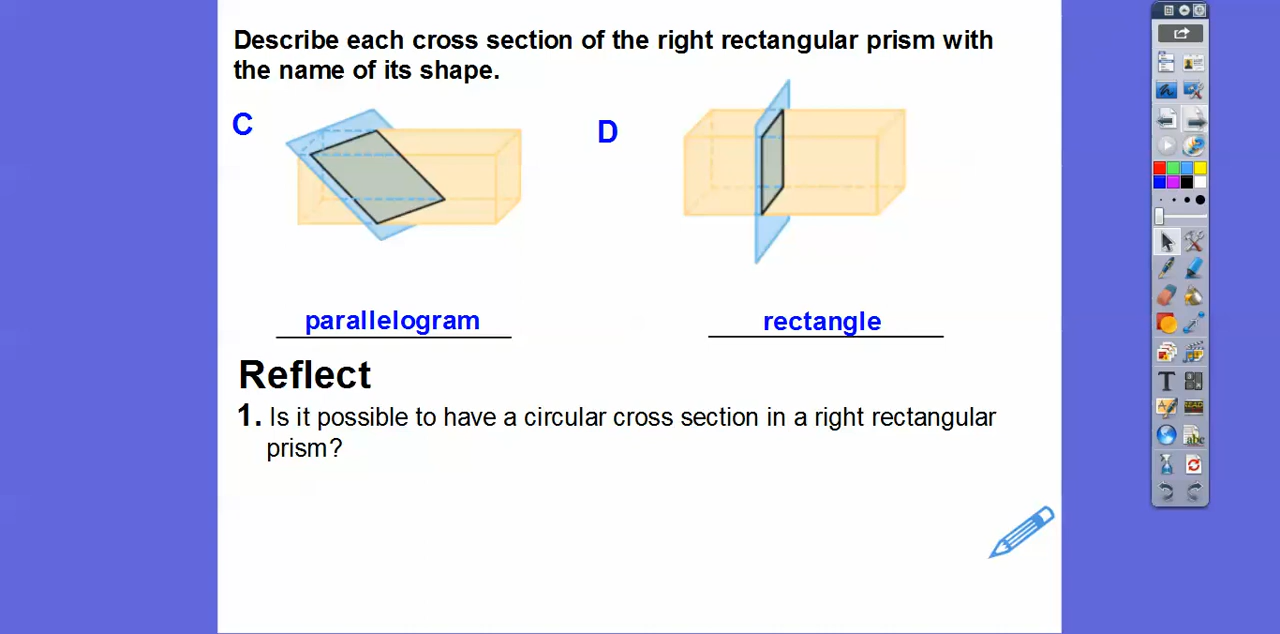 Describe each cross section of the right rectangular prism with
the name of its shape.
C
D
parallelogram
rectangle
Reflect
1. Is it possible to have a circular cross section in a right rectangular
prism?